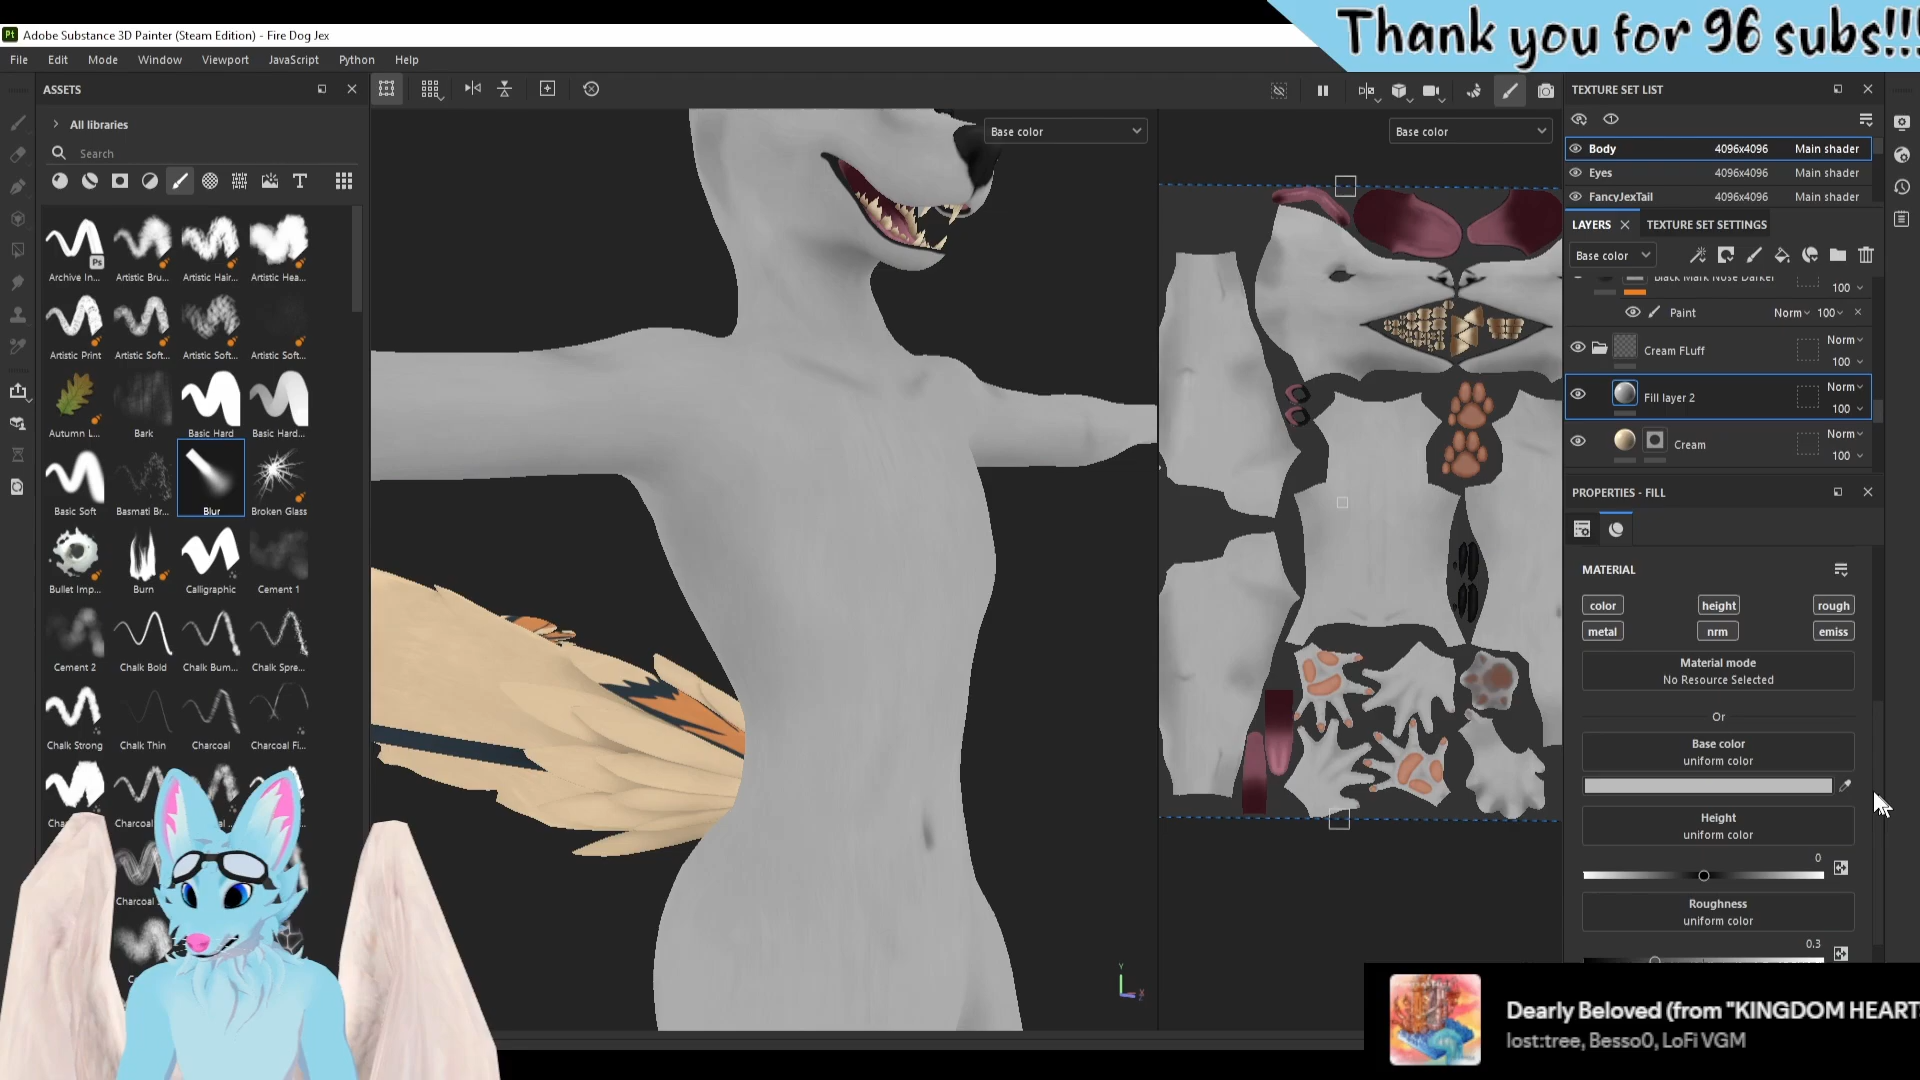 Thank you for 96 subs!!!
Adobe Substance 3D Painter (Steam Edition) - Fire Dog Jex
File Edit Mode Window Viewport JavaScript Python Help
ASSETS
All libraries
Search
Archive In... Artistic Bru... Artistic Hair... Artistic Hea...
Artistic Print Artistic Soft... Artistic Soft... Artistic Soft...
Autumn L... Bark Basic Hard Basic Hard...
Basic Soft Basmati Br... Blur Broken Glass
Bullet Imp... Burn Calligraphic Cement 1
Cement 2 Chalk Bold Chalk Bum... Chalk Spre...
Chalk Strong Chalk Thin Charcoal Charcoal Fi...
Base color
Base color
TEXTURE SET LIST
Body 4096x4096 Main shader
Eyes 4096x4096 Main shader
FancyJexTail 4096x4096 Main shader
LAYERS TEXTURE SET SETTINGS
Base color
Black Mark Nose Darker
100
Paint Norm 100
Cream FLuff Norm
100
Fill layer 2 Norm
100
Cream Norm
100
PROPERTIES - FILL
MATERIAL
color height rough
metal nrm emiss
Material mode
No Resource Selected
Or
Base color
uniform color
Height
uniform color
0
Roughness
uniform color
0.3
Dearly Beloved (from "KINGDOM HEART
lost:tree, Besso0, LoFi VGM